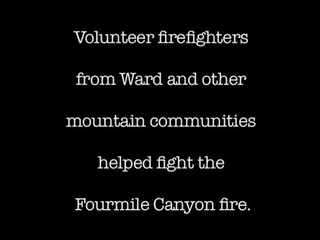 Volunteer firefighters
from Ward and other
mountain communities
helped fight the
Fourmile Canyon fire.